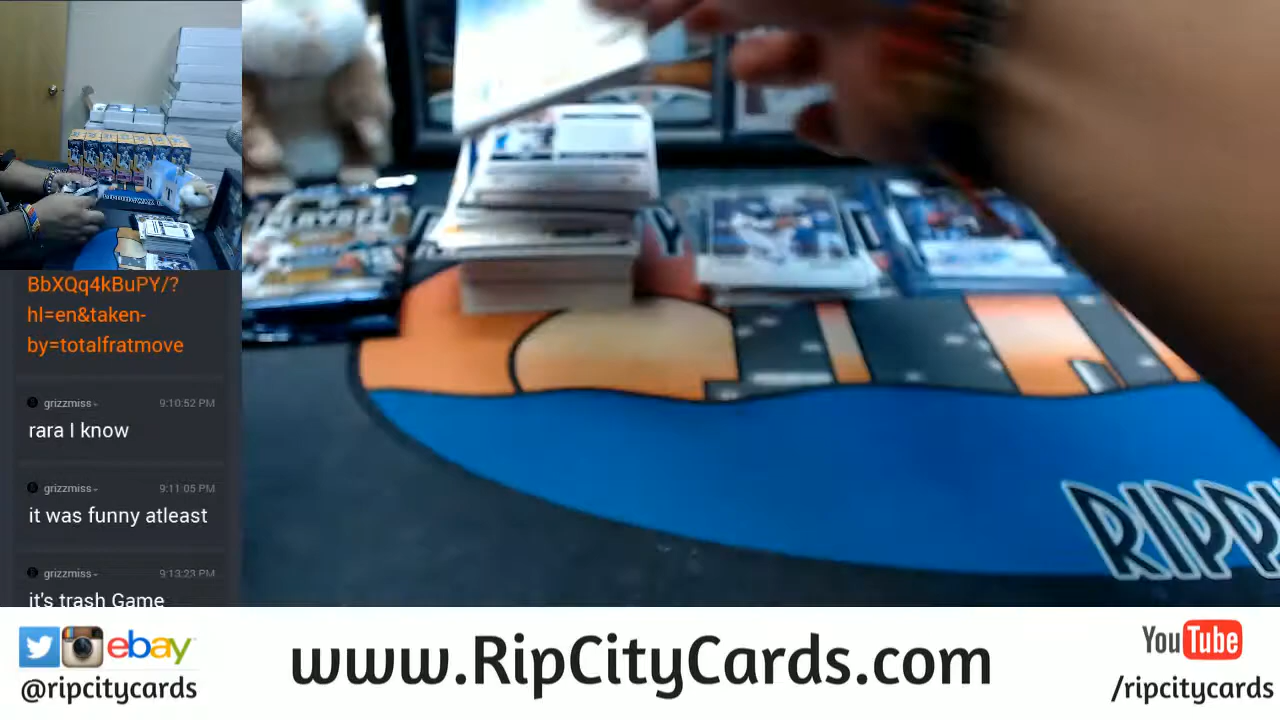 BbXQq4kBuPY/?
hl=en&taken-
by=totalfratmove
grizzmiss
9:10:52 PM
rara I know
grizzmiss
9:11:05 PM
it was funny atleast
grizzmiss
9:13:23 PM
it's trash Game
RIPPI
ebay
@ripcitycards
www.RipCityCards.com
YouTube
/ripcitycards